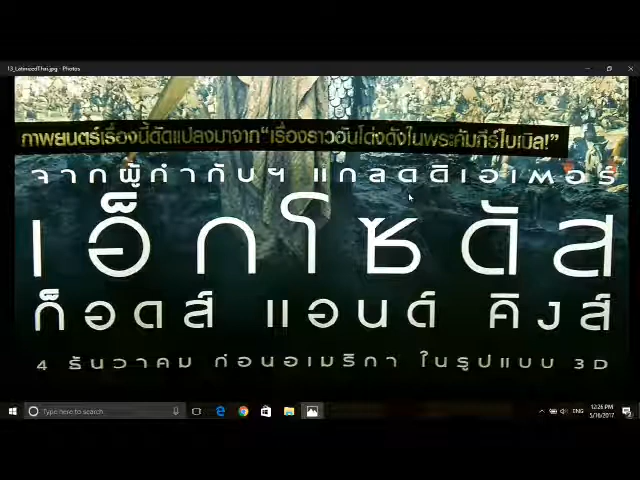 13_LatinizedThai.jpg - Photos
ภาพยนตร์เรื่องนี้ดัดแปลงมาจาก“เรื่องราวอันโด่งดังในพระคัมภีร์ไบเบิล!”
จากผู้กำกับฯ แกลดดิเอเทอร์
เอ็กโซดัส
ก็อดส์ แอนด์ คิงส์
4 ธันวาคม ก่อนอเมริกา ในรูปแบบ 3D
Type here to search
ENG
12:26 PM
5/16/2017